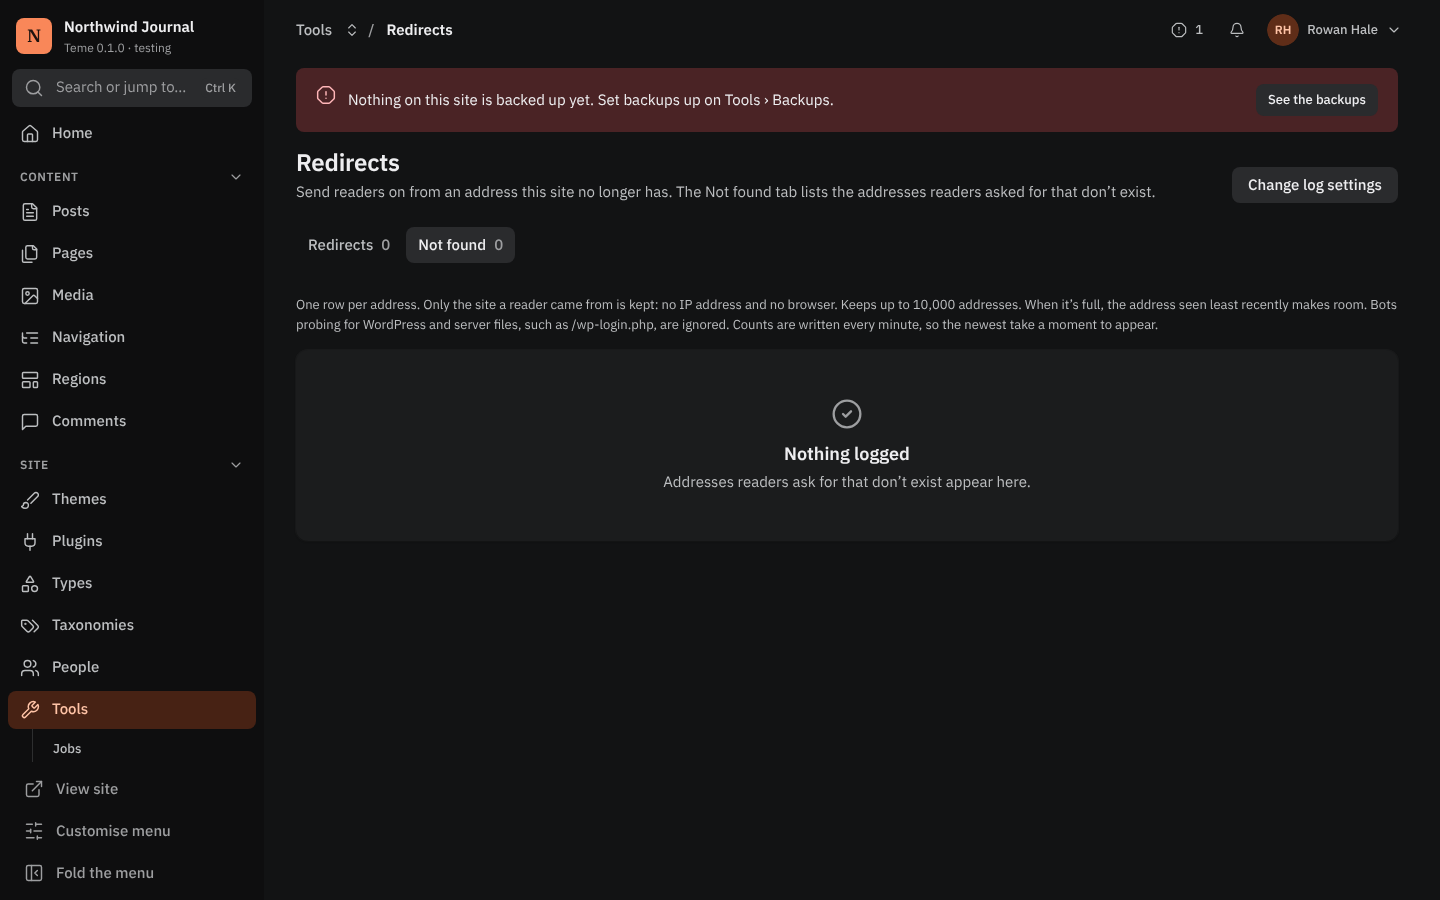 N
Northwind Journal
Teme 0.1.0 · testing
Search or jump to...
Ctrl K
Home
CONTENT
Posts
Pages
Media
Navigation
Regions
Comments
SITE
Themes
Plugins
Types
Taxonomies
People
Tools
Jobs
View site
Customise menu
Fold the menu
Tools / Redirects
1
RH
Rowan Hale
Nothing on this site is backed up yet. Set backups up on Tools › Backups.
See the backups
Redirects
Send readers on from an address this site no longer has. The Not found tab lists the addresses readers asked for that don’t exist.
Change log settings
Redirects 0
Not found 0
One row per address. Only the site a reader came from is kept: no IP address and no browser. Keeps up to 10,000 addresses. When it’s full, the address seen least recently makes room. Bots
probing for WordPress and server files, such as /wp-login.php, are ignored. Counts are written every minute, so the newest take a moment to appear.
Nothing logged
Addresses readers ask for that don’t exist appear here.